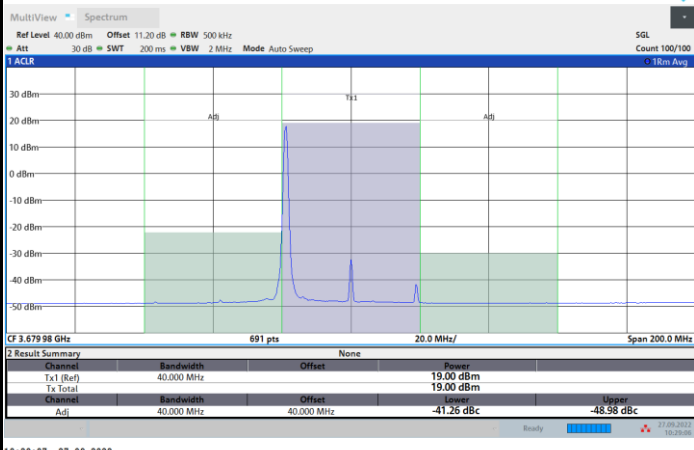 MultiView Spectrum
Ref Level 40.00 dBm Offset 11.20 dB RBW 500 kHz SGL
Att 30 dB SWT 200 ms VBW 2 MHz Mode Auto Sweep Count 100/100
1 ACLR 1Rm Avg
30 dBm
Tx1
20 dBm Adj Adj
10 dBm
0 dBm
-10 dBm
-20 dBm
-30 dBm
-40 dBm
-50 dBm
CF 3.67998 GHz 691 pts 20.0 MHz/ Span 200.0 MHz
2 Result Summary None
Channel Bandwidth Offset Power
Tx1 (Ref) 40.000 MHz 19.00 dBm
Tx Total 19.00 dBm
Channel Bandwidth Offset Lower Upper
Adj 40.000 MHz 40.000 MHz -41.26 dBc -48.98 dBc
Ready 27.09.2022
10:29:06